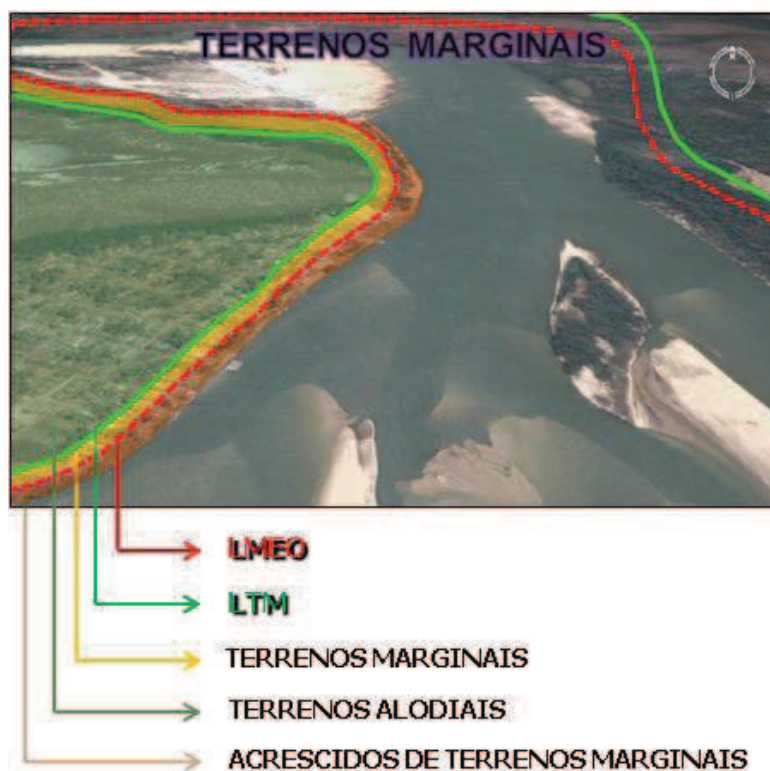 TERRENOS MARGINAIS
LMEO
LTM
TERRENOS MARGINAIS
TERRENOS ALODIAIS
ACRESCIDOS DE TERRENOS MARGINAIS